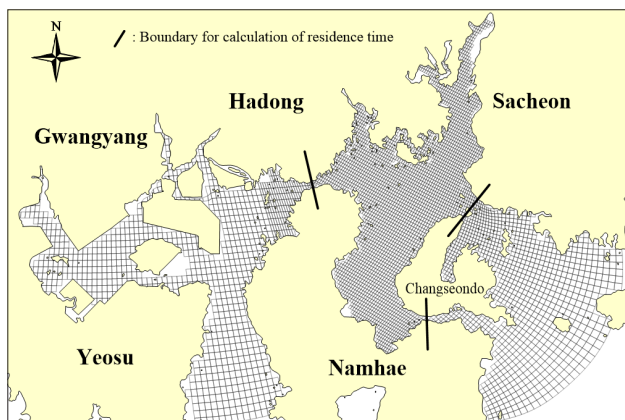 N
/ : Boundary for calculation of residence time
Hadong
Sacheon
Gwangyang
Changseondo
Yeosu
Namhae